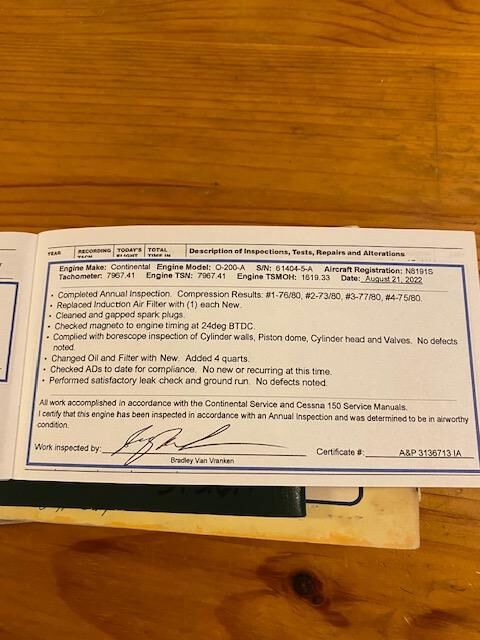 YEAR RECORDING TACH TODAY'S FLIGHT TOTAL TIME IN Description of Inspections, Tests, Repairs and Alterations
Engine Make: Continental Engine Model: O-200-A S/N: 61404-5-A Aircraft Registration: N8191S
Tachometer: 7967.41 Engine TSN: 7967.41 Engine TSMOH: 1619.33 Date: August 21, 2022
• Completed Annual Inspection. Compression Results: #1-76/80, #2-73/80, #3-77/80, #4-75/80.
• Replaced Induction Air Filter with (1) each New.
• Cleaned and gapped spark plugs.
• Checked magneto to engine timing at 24deg BTDC.
• Complied with borescope inspection of Cylinder walls, Piston dome, Cylinder head and Valves. No defects
noted.
• Changed Oil and Filter with New. Added 4 quarts.
• Checked ADs to date for compliance. No new or recurring at this time.
• Performed satisfactory leak check and ground run. No defects noted.
All work accomplished in accordance with the Continental Service and Cessna 150 Service Manuals.
I certify that this engine has been inspected in accordance with an Annual Inspection and was determined to be in airworthy
condition.
Work inspected by: Certificate #: A&P 3136713 IA
Bradley Van Vranken